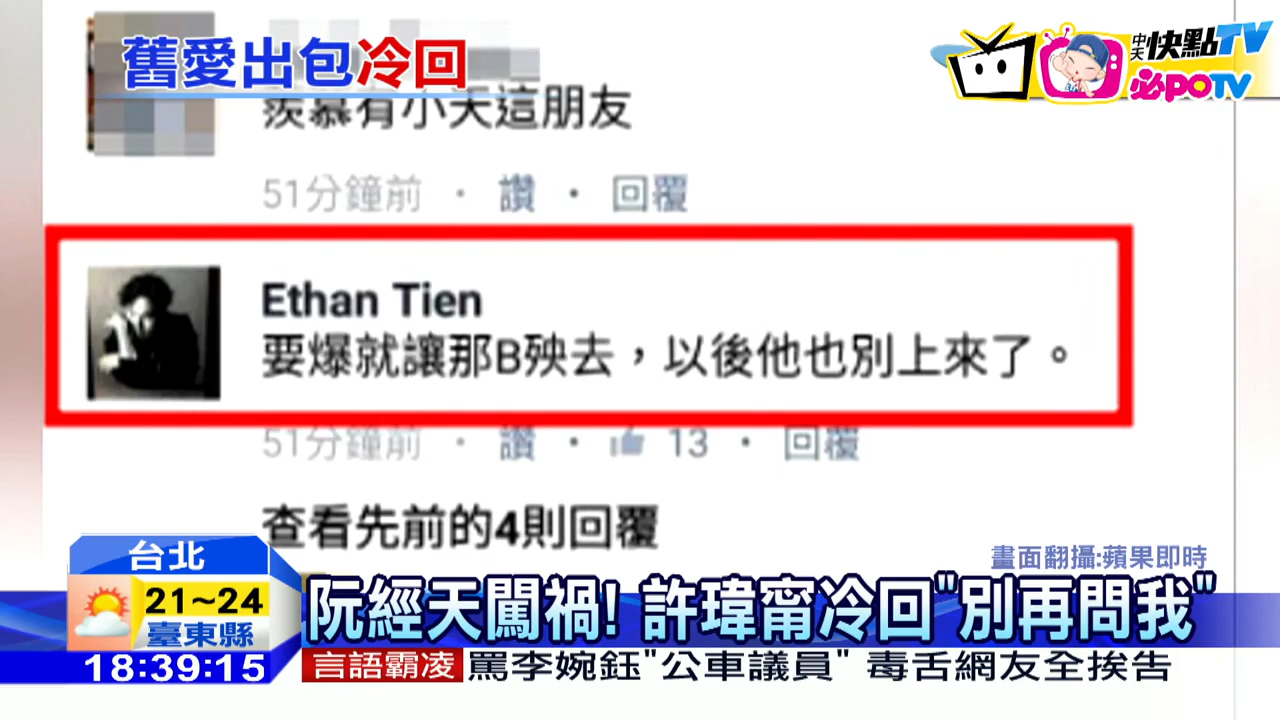 舊愛出包冷回
中天快點TV
必POTV
羨慕有小天這朋友
51分鐘前 · 讚 · 回覆
Ethan Tien
要爆就讓那B殃去，以後他也別上來了。
51分鐘前 · 讚 · 13 · 回覆
查看先前的4則回覆
畫面翻攝:蘋果即時
台北
21~24
臺東縣
18:39:15
阮經天闖禍! 許瑋甯冷回"別再問我"
言語霸凌 罵李婉鈺"公車議員" 毒舌網友全挨告